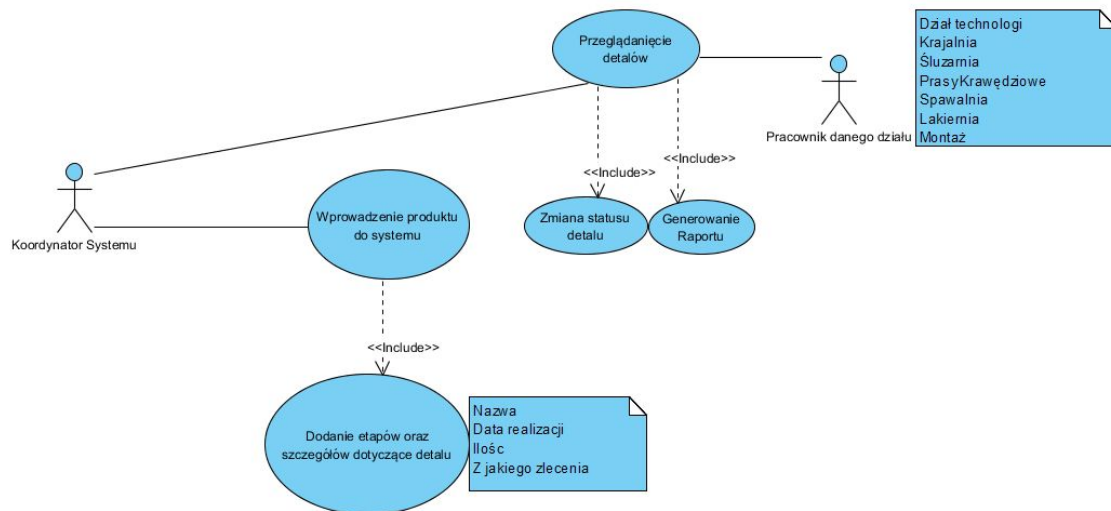 Przeglądanięcie
detalów
Dział technologi
Krajalnia
Śluzarnia
PrasyKrawędziowe
Spawalnia
Lakiernia
Montaż
Pracownik danego działu
<<Include>>
<<Include>>
Zmiana statusu
detalu
Generowanie
Raportu
Wprowadzenie produktu
do systemu
Koordynator Systemu
<<Include>>
Dodanie etapów oraz
szczegółów dotyczące detalu
Nazwa
Data realizacji
Ilośc
Z jakiego zlecenia